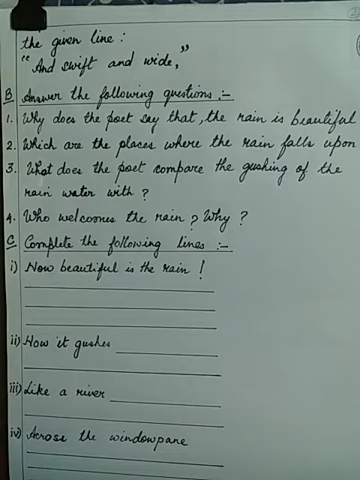 the given line :
"And swift and wide,"
B Answer the following questions :-
1. Why does the poet say that, the rain is beautiful
2. Which are the places where the rain falls upon
3. What does the poet compare the gushing of the
rain water with ?
4. Who welcomes the rain ? Why ?
C Complete the following lines :-
i) How beautiful is the rain !
ii) How it gushes
iii) Like a river
iv) Across the windowpane